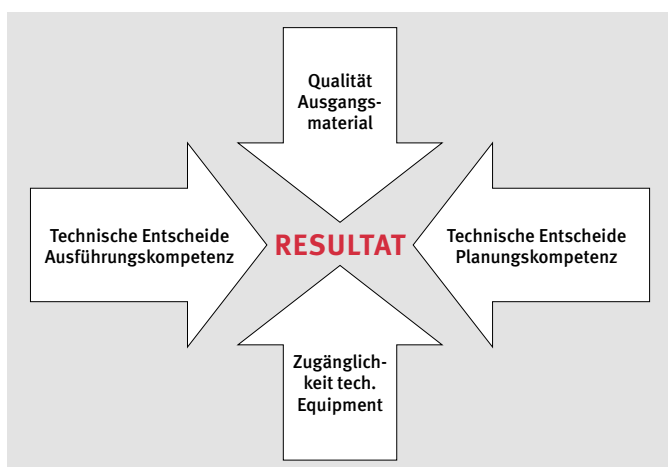 Qualität
Ausgangs-
material
Technische Entscheide
Ausführungskompetenz
RESULTAT
Technische Entscheide
Planungskompetenz
Zugänglich-
keit tech.
Equipment